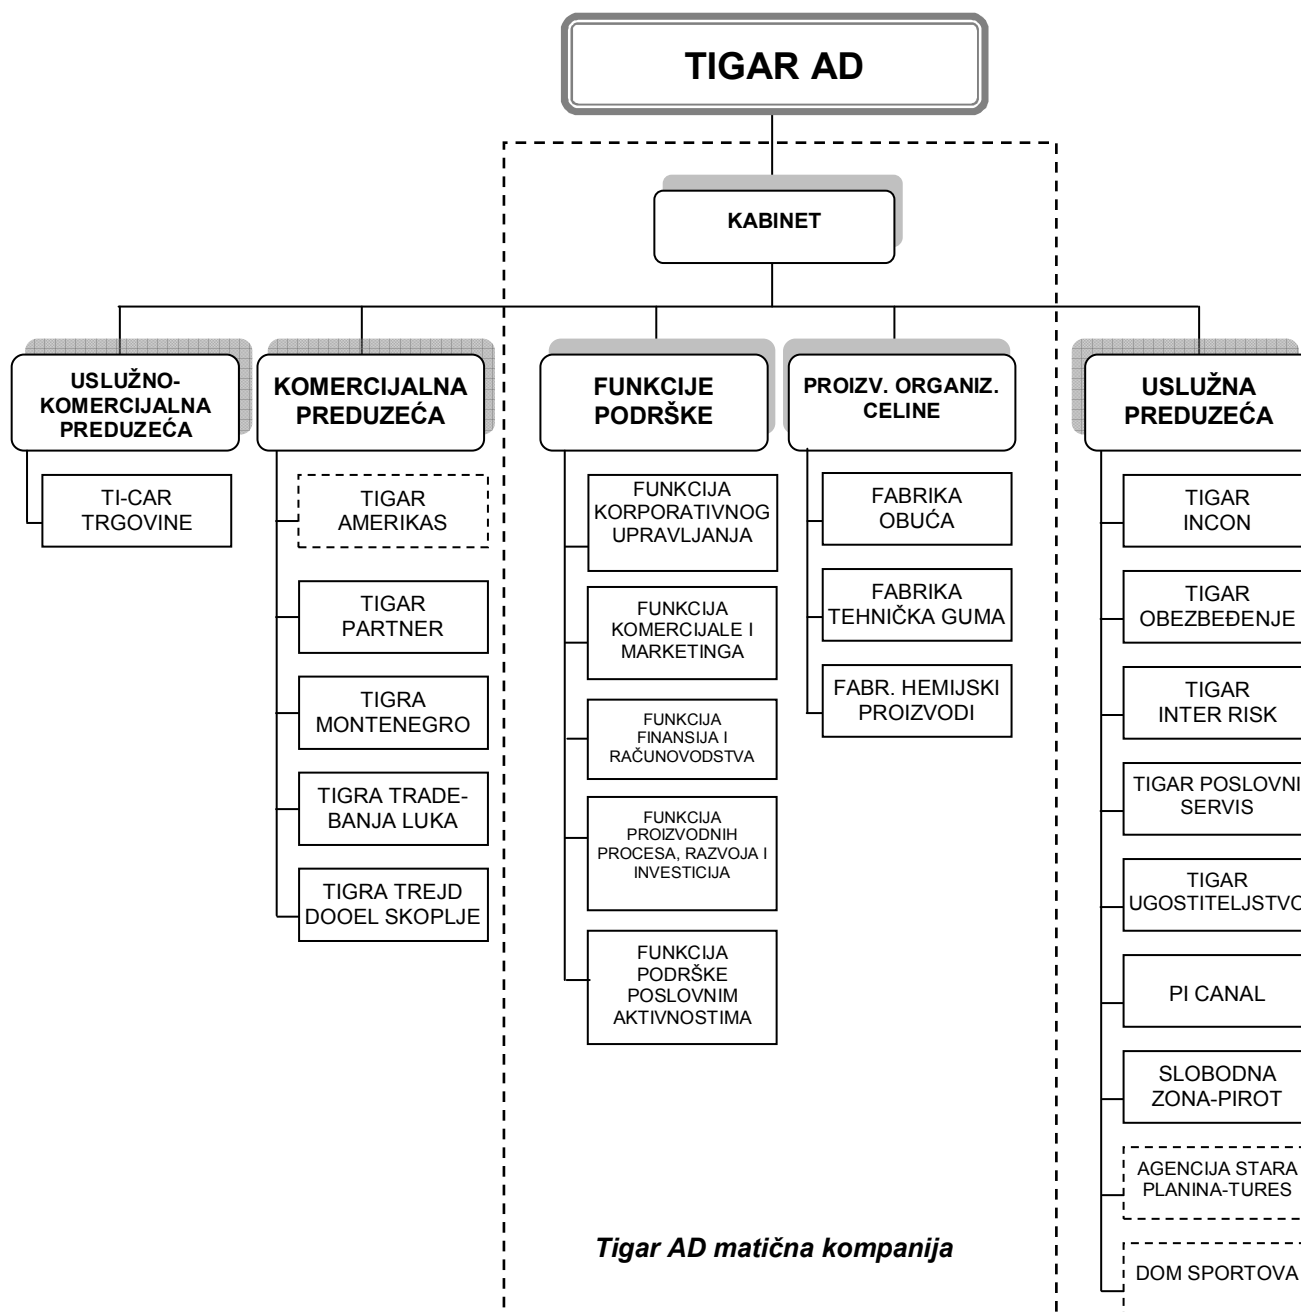 TIGAR AD
KABINET
USLUŽNO-
KOMERCIJALNA
PREDUZEĆA
TI-CAR
TRGOVINE
KOMERCIJALNA
PREDUZEĆA
TIGAR
AMERIKAS
TIGAR
PARTNER
TIGRA
MONTENEGRO
TIGRA TRADE-
BANJA LUKA
TIGRA TREJD
DOOEL SKOPLJE
FUNKCIJE
PODRŠKE
FUNKCIJA
KORPORATIVNOG
UPRAVLJANJA
FUNKCIJA
KOMERCIJALE I
MARKETINGA
FUNKCIJA
FINANSIJA I
RAČUNOVODSTVA
FUNKCIJA
PROIZVODNIH
PROCESA, RAZVOJA I
INVESTICIJA
FUNKCIJA
PODRŠKE
POSLOVNIM
AKTIVNOSTIMA
PROIZV. ORGANIZ.
CELINE
FABRIKA
OBUĆA
FABRIKA
TEHNIČKA GUMA
FABR. HEMIJSKI
PROIZVODI
USLUŽNA
PREDUZEĆA
TIGAR
INCON
TIGAR
OBEZBEĐENJE
TIGAR
INTER RISK
TIGAR POSLOVNI
SERVIS
TIGAR
UGOSTITELJSTVO
PI CANAL
SLOBODNA
ZONA-PIROT
AGENCIJA STARA
PLANINA-TURES
DOM SPORTOVA
Tigar AD matična kompanija